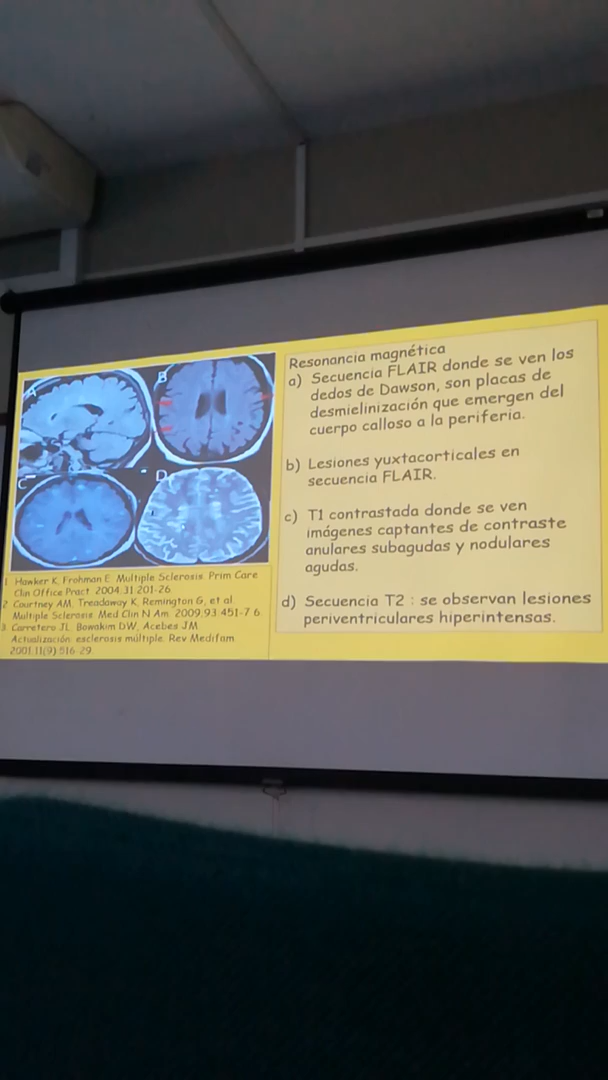 A
B
C
D
Resonancia magnética
a) Secuencia FLAIR donde se ven los
dedos de Dawson, son placas de
desmielinización que emergen del
cuerpo calloso a la periferia.
b) Lesiones yuxtacorticales en
secuencia FLAIR.
c) T1 contrastada donde se ven
imágenes captantes de contraste
anulares subagudas y nodulares
agudas.
d) Secuencia T2 : se observan lesiones
periventriculares hiperintensas.
1. Hawker K, Frohman E. Multiple Sclerosis. Prim Care
Clin Office Pract. 2004;31:201-26.
2. Courtney AM, Treadaway K, Remington G, et al.
Multiple Sclerosis. Med Clin N Am. 2009;93:451-7 6.
3. Carretero JL, Bowakim DW, Acebes JM.
Actualización: esclerosis múltiple. Rev Medifam.
2001;11(9):516-29.